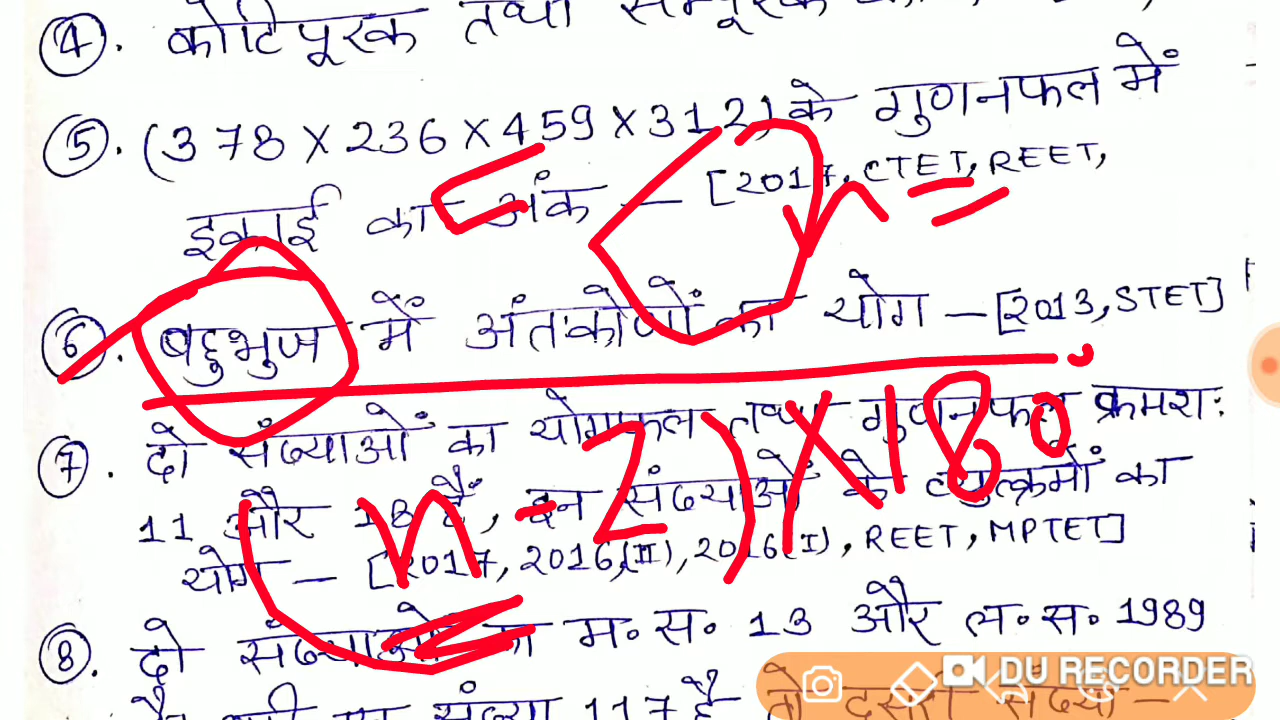 ④. कोटिपूरक तथा सम्पूरक
⑤. (378 × 236 × 459 × 312) के गुणनफल में
इकाई का अंक — [2017, CTET, REET,
⑥. बहुभुज में अंतःकोणों का योग — [2013, STET]
(n - 2) × 180°
⑦. दो संख्याओं का योगफल तथा गुणनफल क्रमशः
11 और 18 हैं, इन संख्याओं के व्युत्क्रमों का
योग — [2017, 2016(II), 2016(I), REET, MPTET]
⑧. दो संख्याओं का म॰स॰ 13 और ल॰स॰ 1989
संख्या 117 है तो दूसरी संख्या —
DU RECORDER